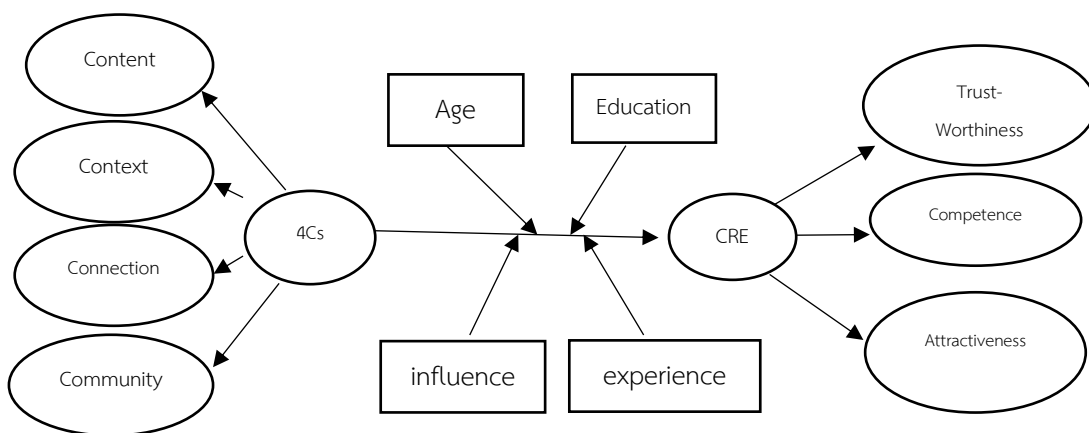 Content
Context
Connection
Community
4Cs
Age
Education
influence
experience
CRE
Trust-
Worthiness
Competence
Attractiveness